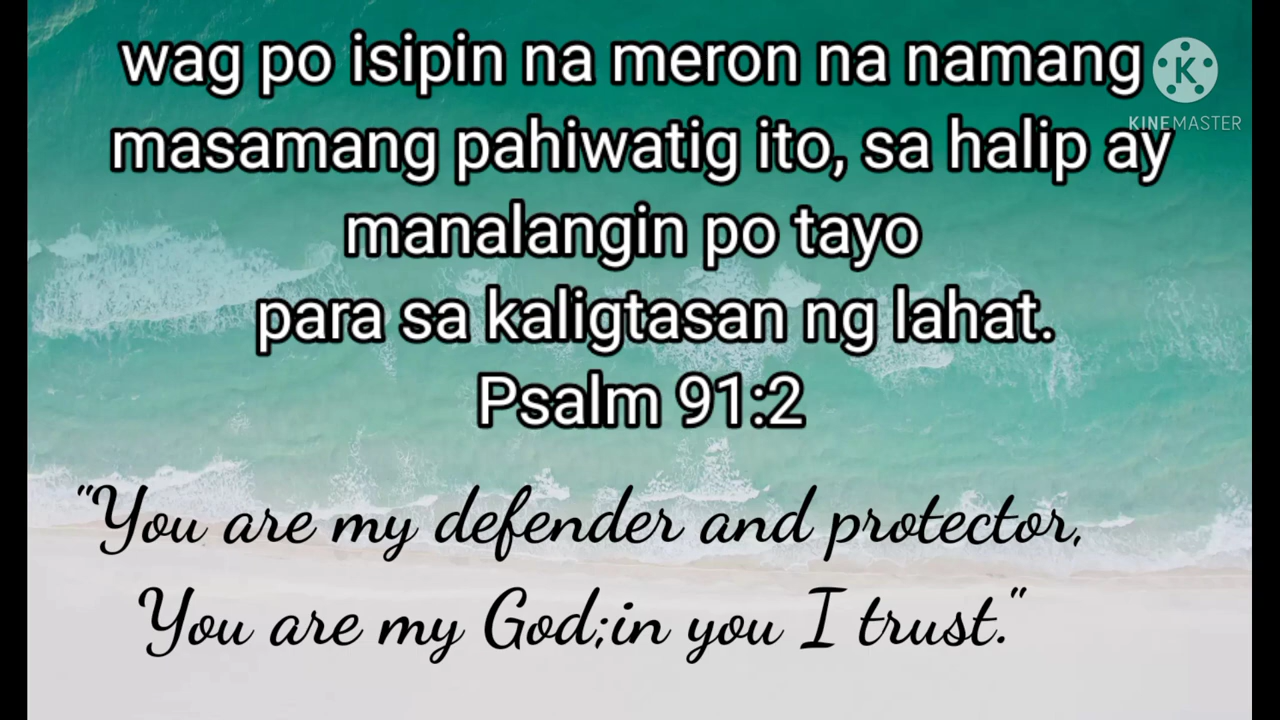 wag po isipin na meron na namang
masamang pahiwatig ito, sa halip ay
manalangin po tayo
para sa kaligtasan ng lahat.
Psalm 91:2
"You are my defender and protector,
You are my God;in you I trust."
K
KINEMASTER